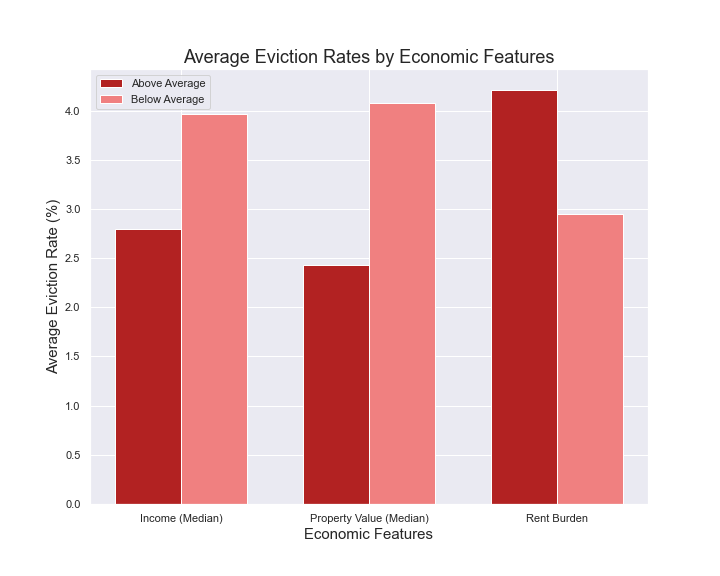 Average Eviction Rates by Economic Features
Above Average
Below Average
4.0
3.5
3.0
2.5
2.0
1.5
1.0
0.5
0.0
Average Eviction Rate (%)
Income (Median)
Property Value (Median)
Rent Burden
Economic Features